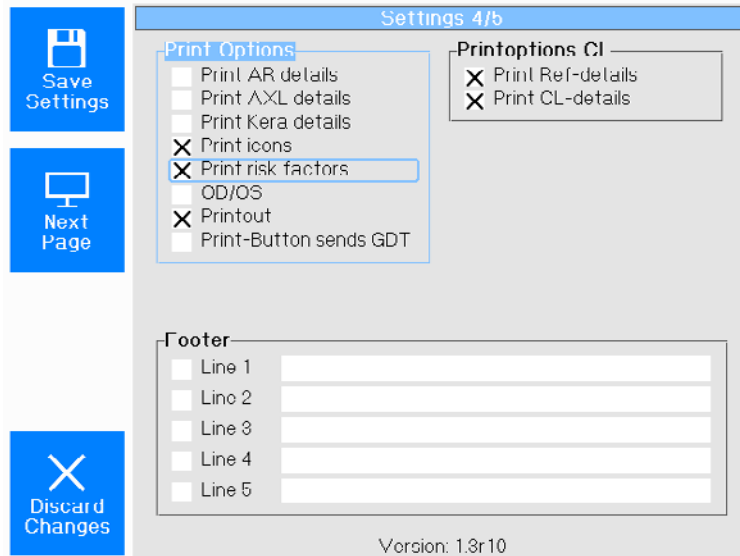 Settings 4/5
Save
Settings
Next
Page
Discard
Changes
Print Options
Print AR details
Print AXL details
Print Kera details
Print icons
Print risk factors
OD/OS
Printout
Print-Button sends GDT
Printoptions CL
Print Ref-details
Print CL-details
Footer
Line 1
Line 2
Line 3
Line 4
Line 5
Version: 1.3r10